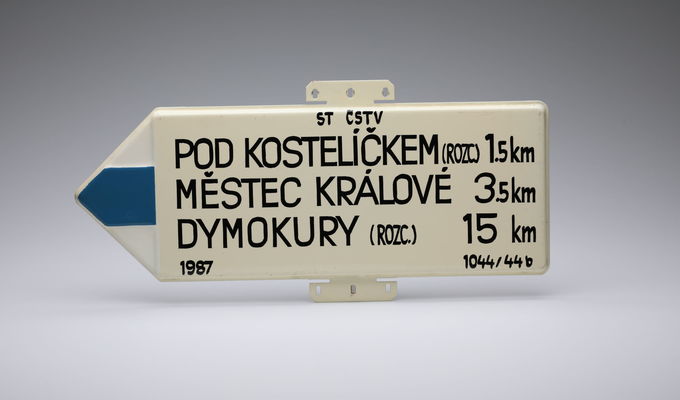 ST ČSTV
POD KOSTELÍČKEM (ROZC) 1.5 km
MĚSTEC KRÁLOVÉ 3.5 km
DYMOKURY (ROZC.) 15 km
1987 1044/44b